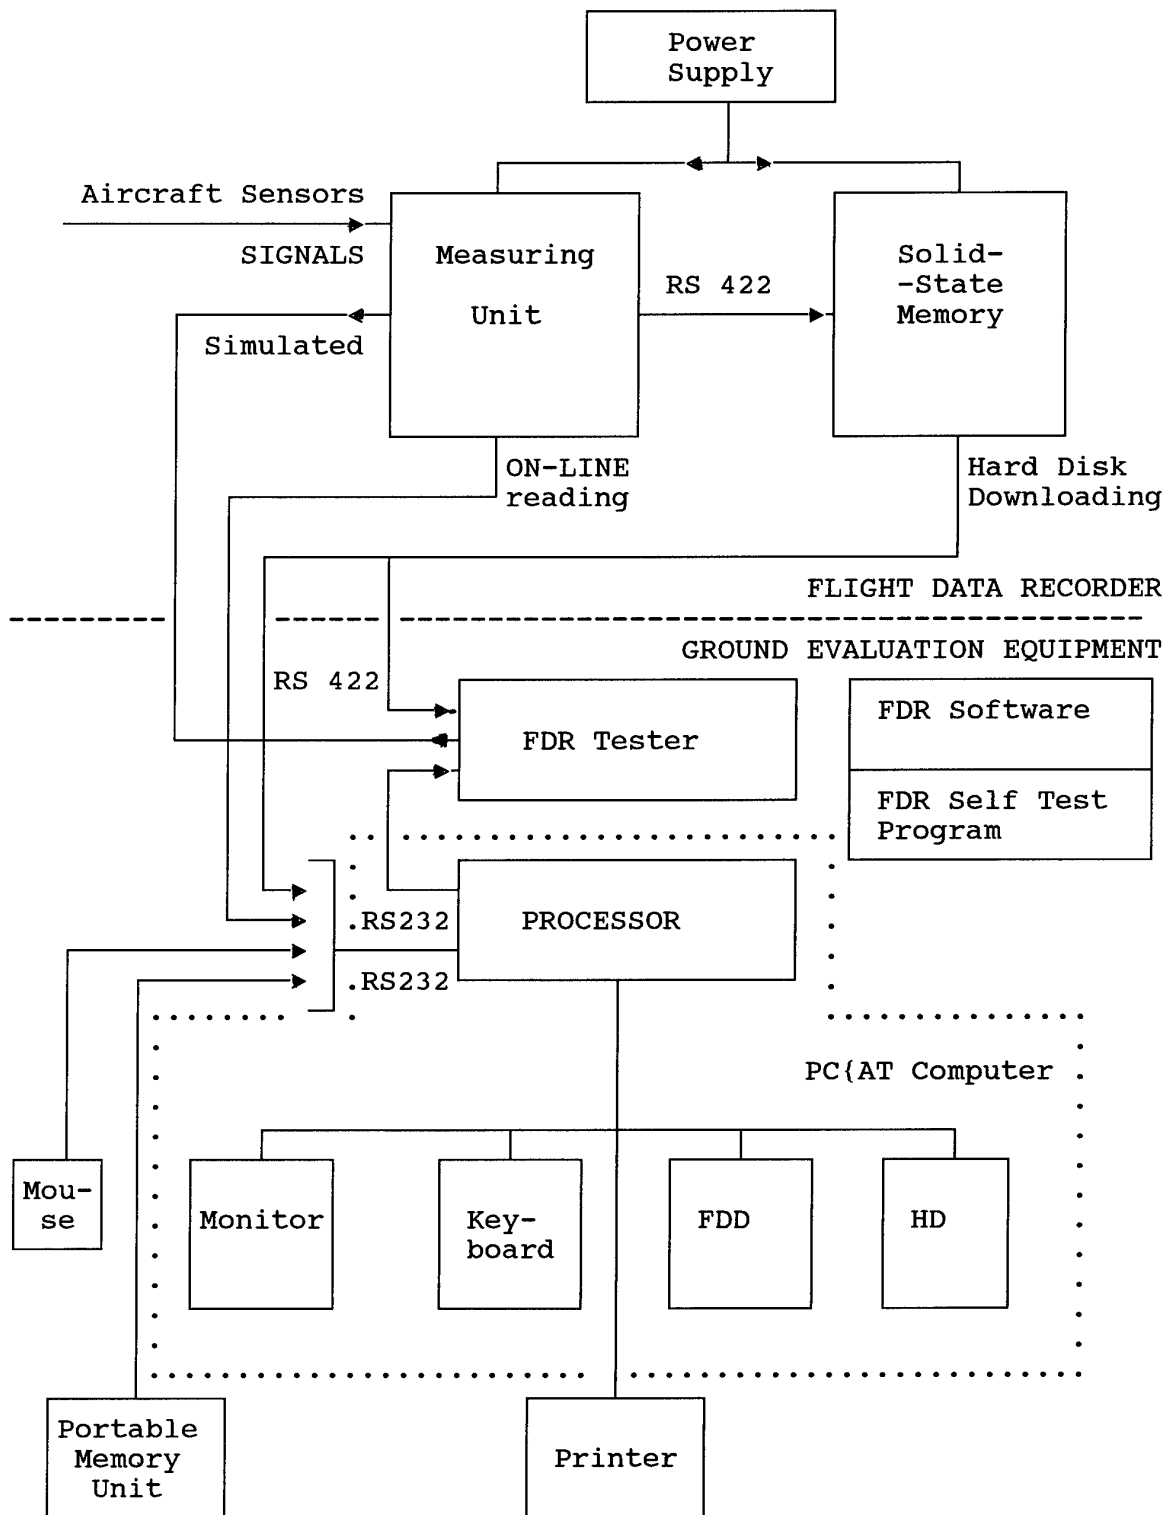 Power
Supply
Aircraft Sensors
SIGNALS
Simulated
Measuring
Unit
RS 422
Solid-
-State
Memory
ON-LINE
reading
Hard Disk
Downloading
FLIGHT DATA RECORDER
GROUND EVALUATION EQUIPMENT
RS 422
FDR Tester
FDR Software
FDR Self Test
Program
RS232
PROCESSOR
RS232
PC{AT Computer
Mou-
se
Monitor
Key-
board
FDD
HD
Portable
Memory
Unit
Printer